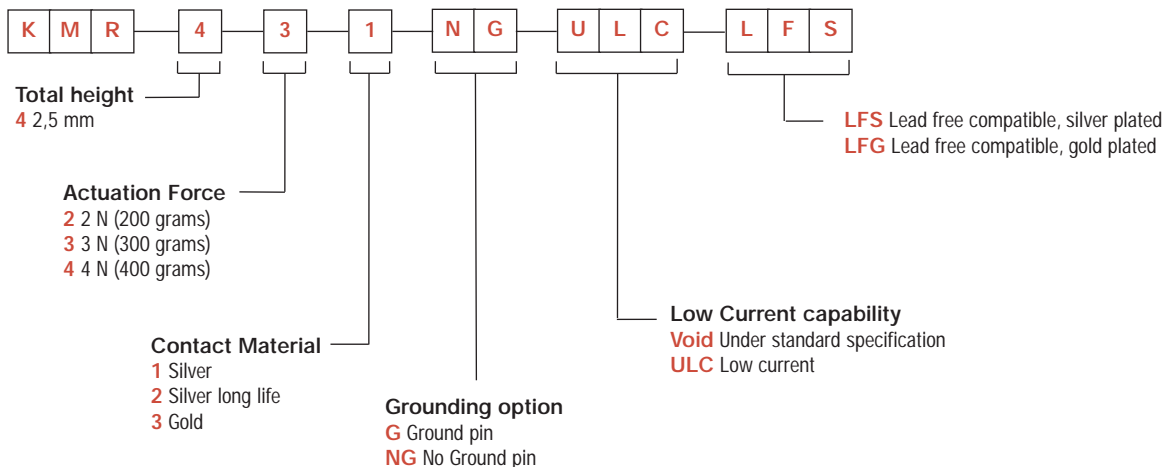 K M R 4 3 1 N G U L C L F S
Total height
4 2,5 mm
LFS Lead free compatible, silver plated
LFG Lead free compatible, gold plated
Actuation Force
2 2 N (200 grams)
3 3 N (300 grams)
4 4 N (400 grams)
Low Current capability
Void Under standard specification
ULC Low current
Contact Material
1 Silver
2 Silver long life
3 Gold
Grounding option
G Ground pin
NG No Ground pin